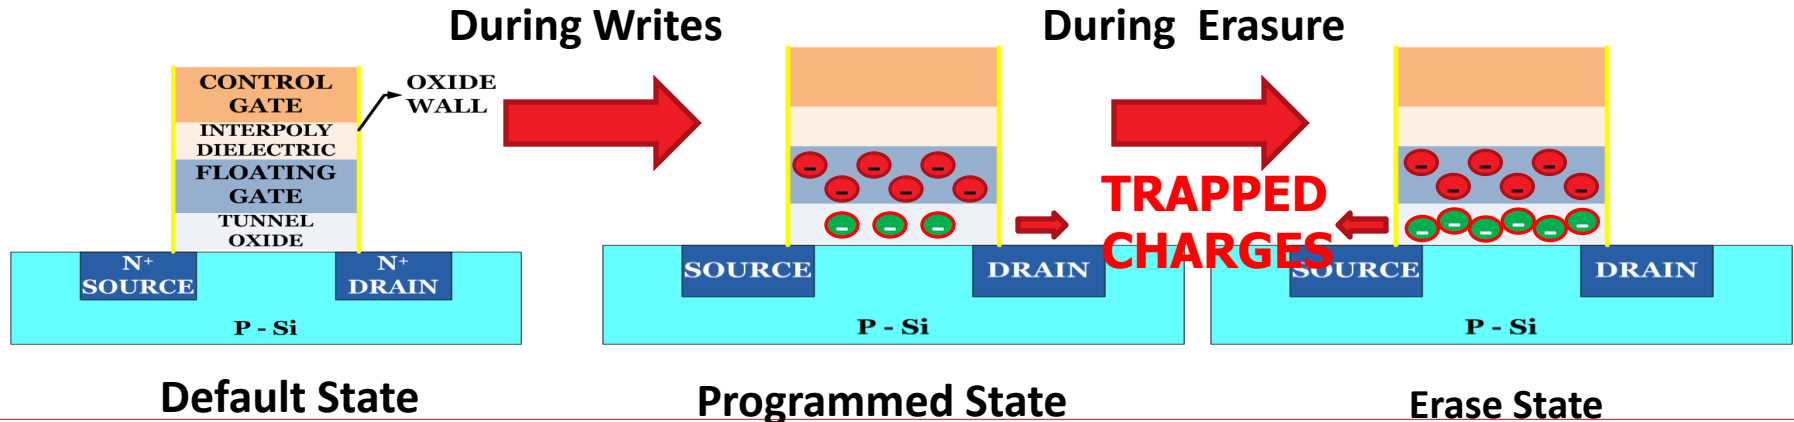 During Writes
During Erasure
CONTROL
GATE
INTERPOLY
DIELECTRIC
FLOATING
GATE
TUNNEL
OXIDE
OXIDE
WALL
N+
SOURCE
N+
DRAIN
P - Si
Default State
- - -
- - -
- - -
SOURCE
DRAIN
P - Si
Programmed State
TRAPPED
CHARGES
- - -
- - -
- - - - - -
SOURCE
DRAIN
P - Si
Erase State